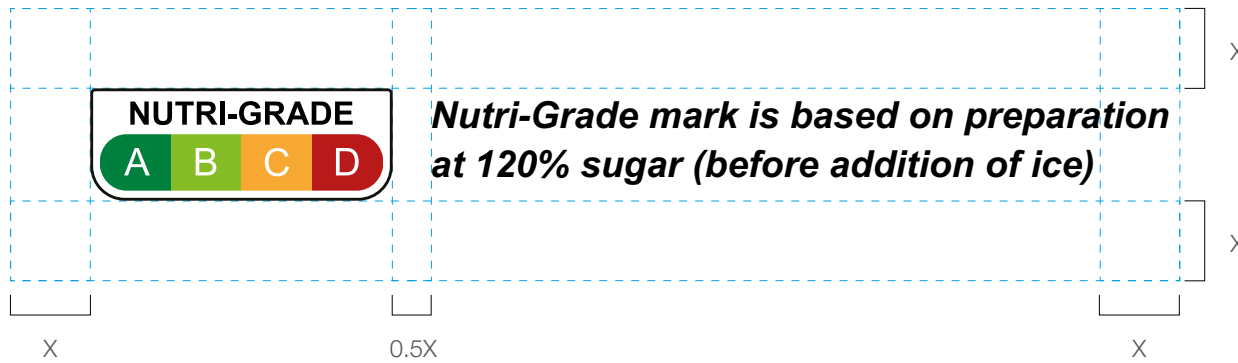 X
NUTRI-GRADE
A B C D
Nutri-Grade mark is based on preparation
at 120% sugar (before addition of ice)
X
X
0.5X
X